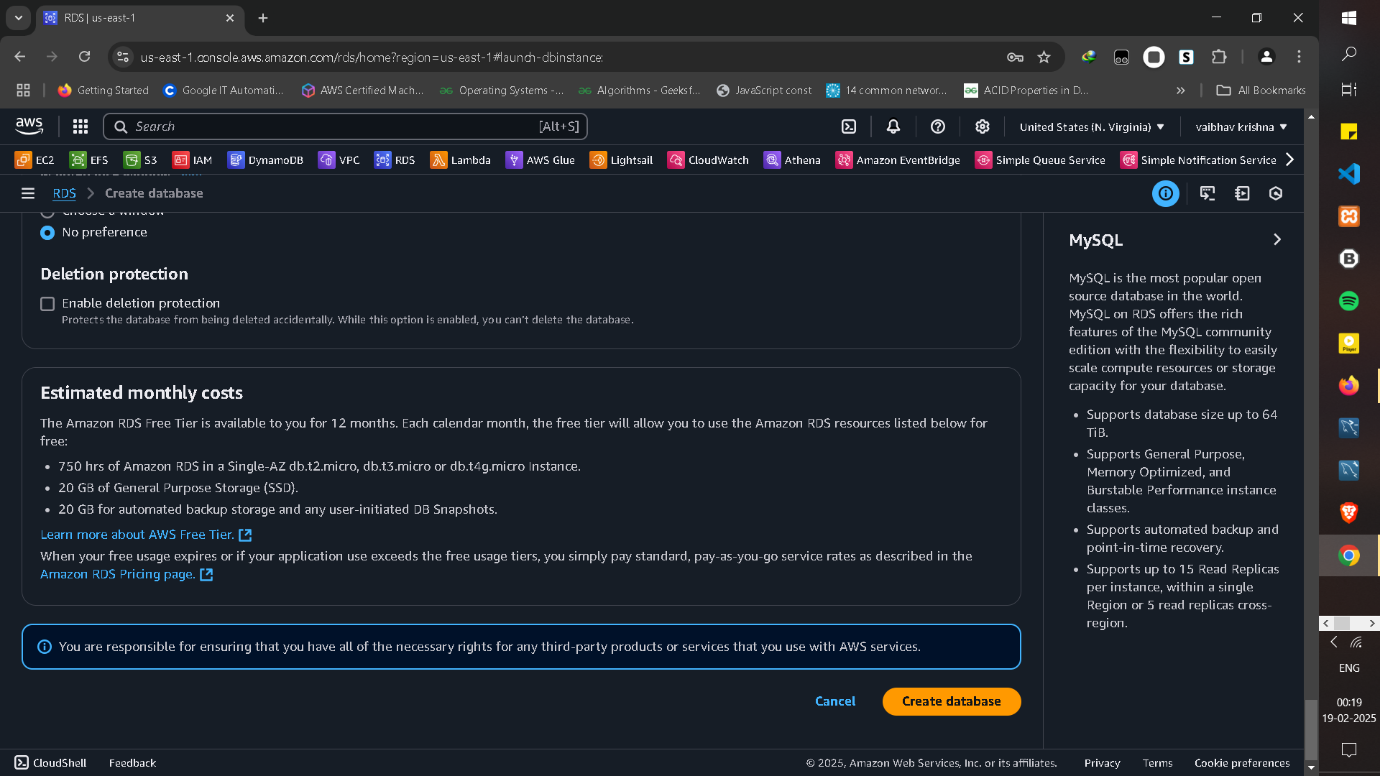 RDS | us-east-1
us-east-1.console.aws.amazon.com/rds/home?region=us-east-1#launch-dbinstance:
Getting Started
Google IT Automati...
AWS Certified Mach...
Operating Systems -...
Algorithms - Geeksf...
JavaScript const
14 common networ...
ACID Properties in D...
»
All Bookmarks
aws
Search
[Alt+S]
United States (N. Virginia)
vaibhav krishna
EC2
EFS
S3
IAM
DynamoDB
VPC
RDS
Lambda
AWS Glue
Lightsail
CloudWatch
Athena
Amazon EventBridge
Simple Queue Service
Simple Notification Service
RDS
Create database
Choose a window
No preference
Deletion protection
Enable deletion protection
Protects the database from being deleted accidentally. While this option is enabled, you can't delete the database.
Estimated monthly costs
The Amazon RDS Free Tier is available to you for 12 months. Each calendar month, the free tier will allow you to use the Amazon RDS resources listed below for
free:
• 750 hrs of Amazon RDS in a Single-AZ db.t2.micro, db.t3.micro or db.t4g.micro Instance.
• 20 GB of General Purpose Storage (SSD).
• 20 GB for automated backup storage and any user-initiated DB Snapshots.
Learn more about AWS Free Tier.
When your free usage expires or if your application use exceeds the free usage tiers, you simply pay standard, pay-as-you-go service rates as described in the
Amazon RDS Pricing page.
You are responsible for ensuring that you have all of the necessary rights for any third-party products or services that you use with AWS services.
Cancel
Create database
MySQL
MySQL is the most popular open
source database in the world.
MySQL on RDS offers the rich
features of the MySQL community
edition with the flexibility to easily
scale compute resources or storage
capacity for your database.
• Supports database size up to 64
TiB.
• Supports General Purpose,
Memory Optimized, and
Burstable Performance instance
classes.
• Supports automated backup and
point-in-time recovery.
• Supports up to 15 Read Replicas
per instance, within a single
Region or 5 read replicas cross-
region.
CloudShell
Feedback
© 2025, Amazon Web Services, Inc. or its affiliates.
Privacy
Terms
Cookie preferences
ENG
00:19
19-02-2025